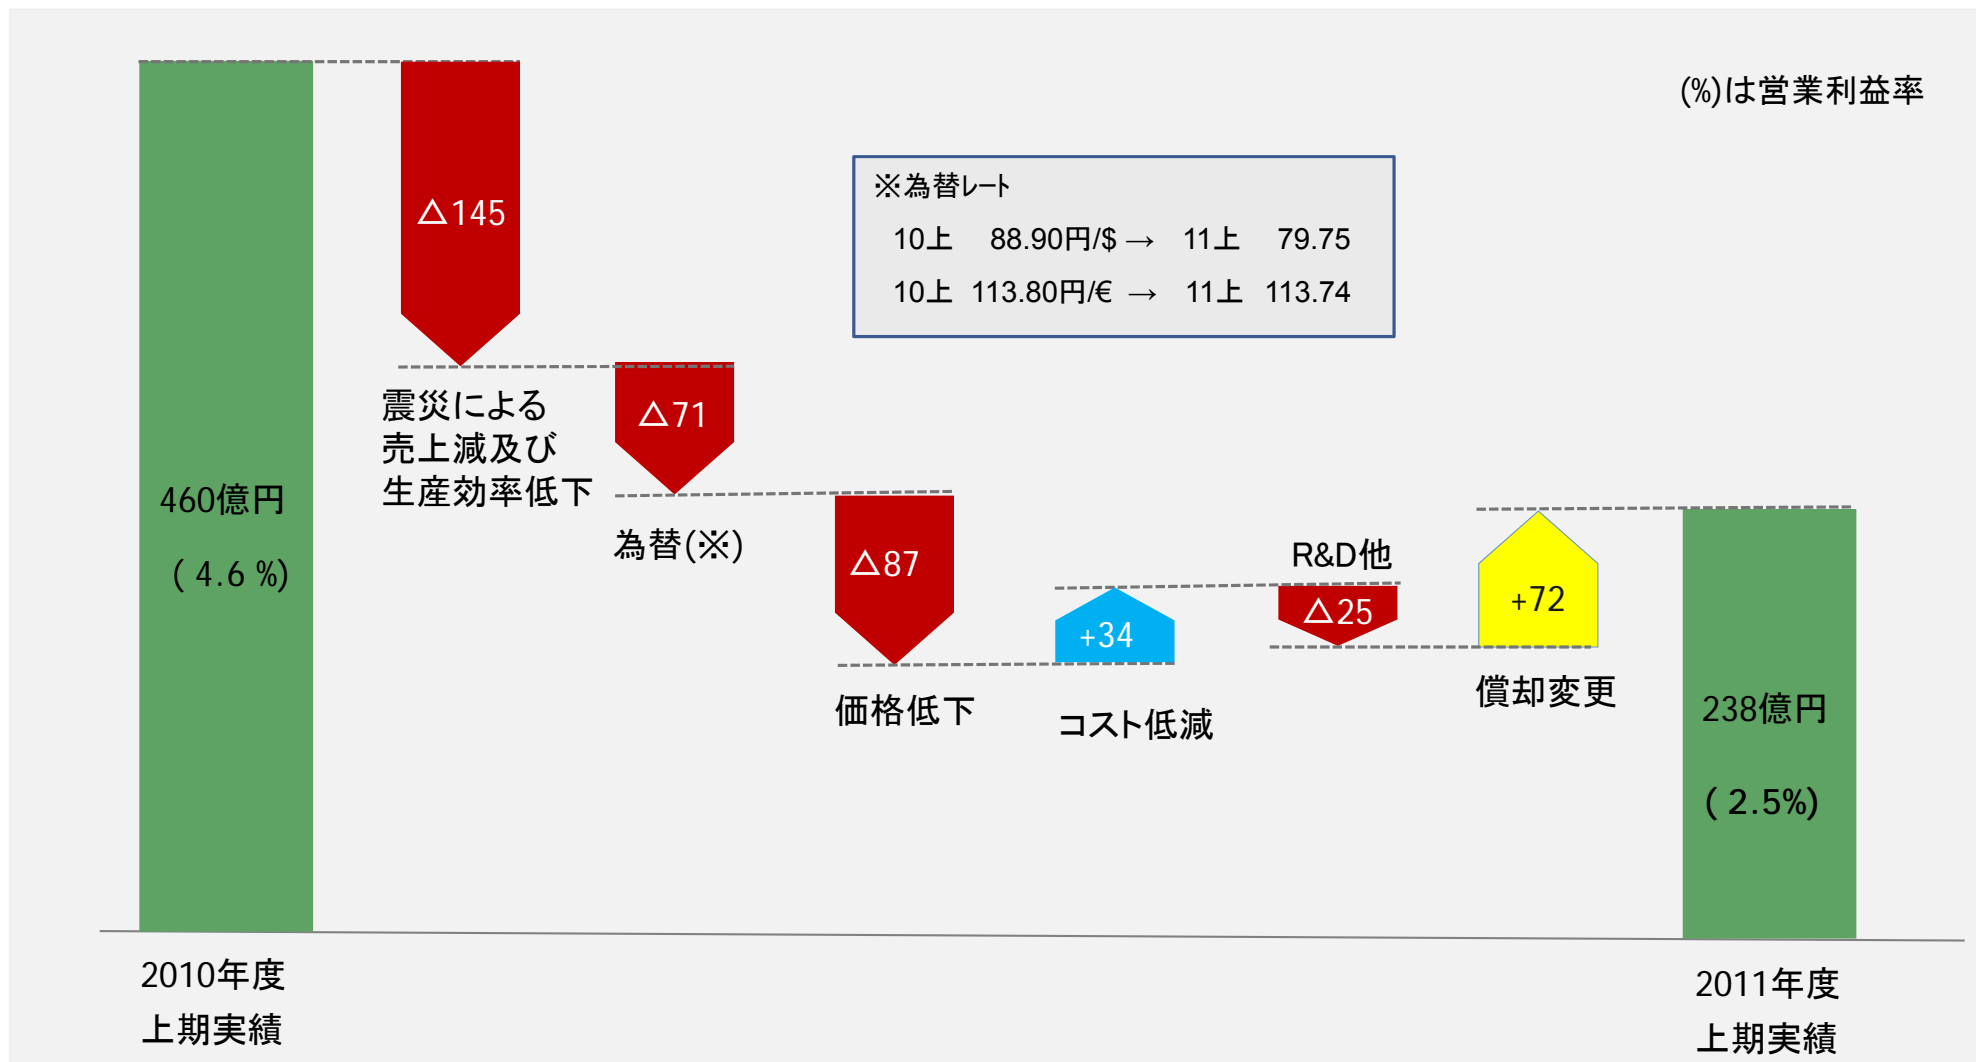 (%)は営業利益率
※為替レート
10上 88.90円/$ → 11上 79.75
10上 113.80円/€ → 11上 113.74
△145
震災による
売上減及び
生産効率低下
△71
為替(※)
△87
価格低下
+34
コスト低減
R&D他
△25
+72
償却変更
460億円
( 4.6 %)
238億円
( 2.5%)
2010年度
上期実績
2011年度
上期実績